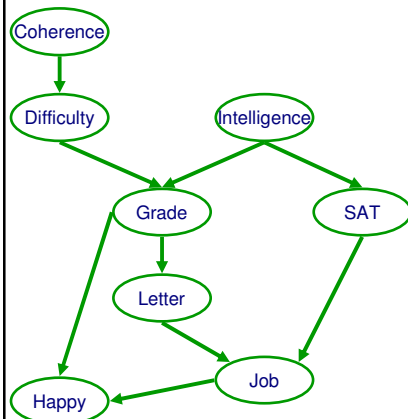 Coherence
Difficulty
Intelligence
Grade
SAT
Letter
Job
Happy